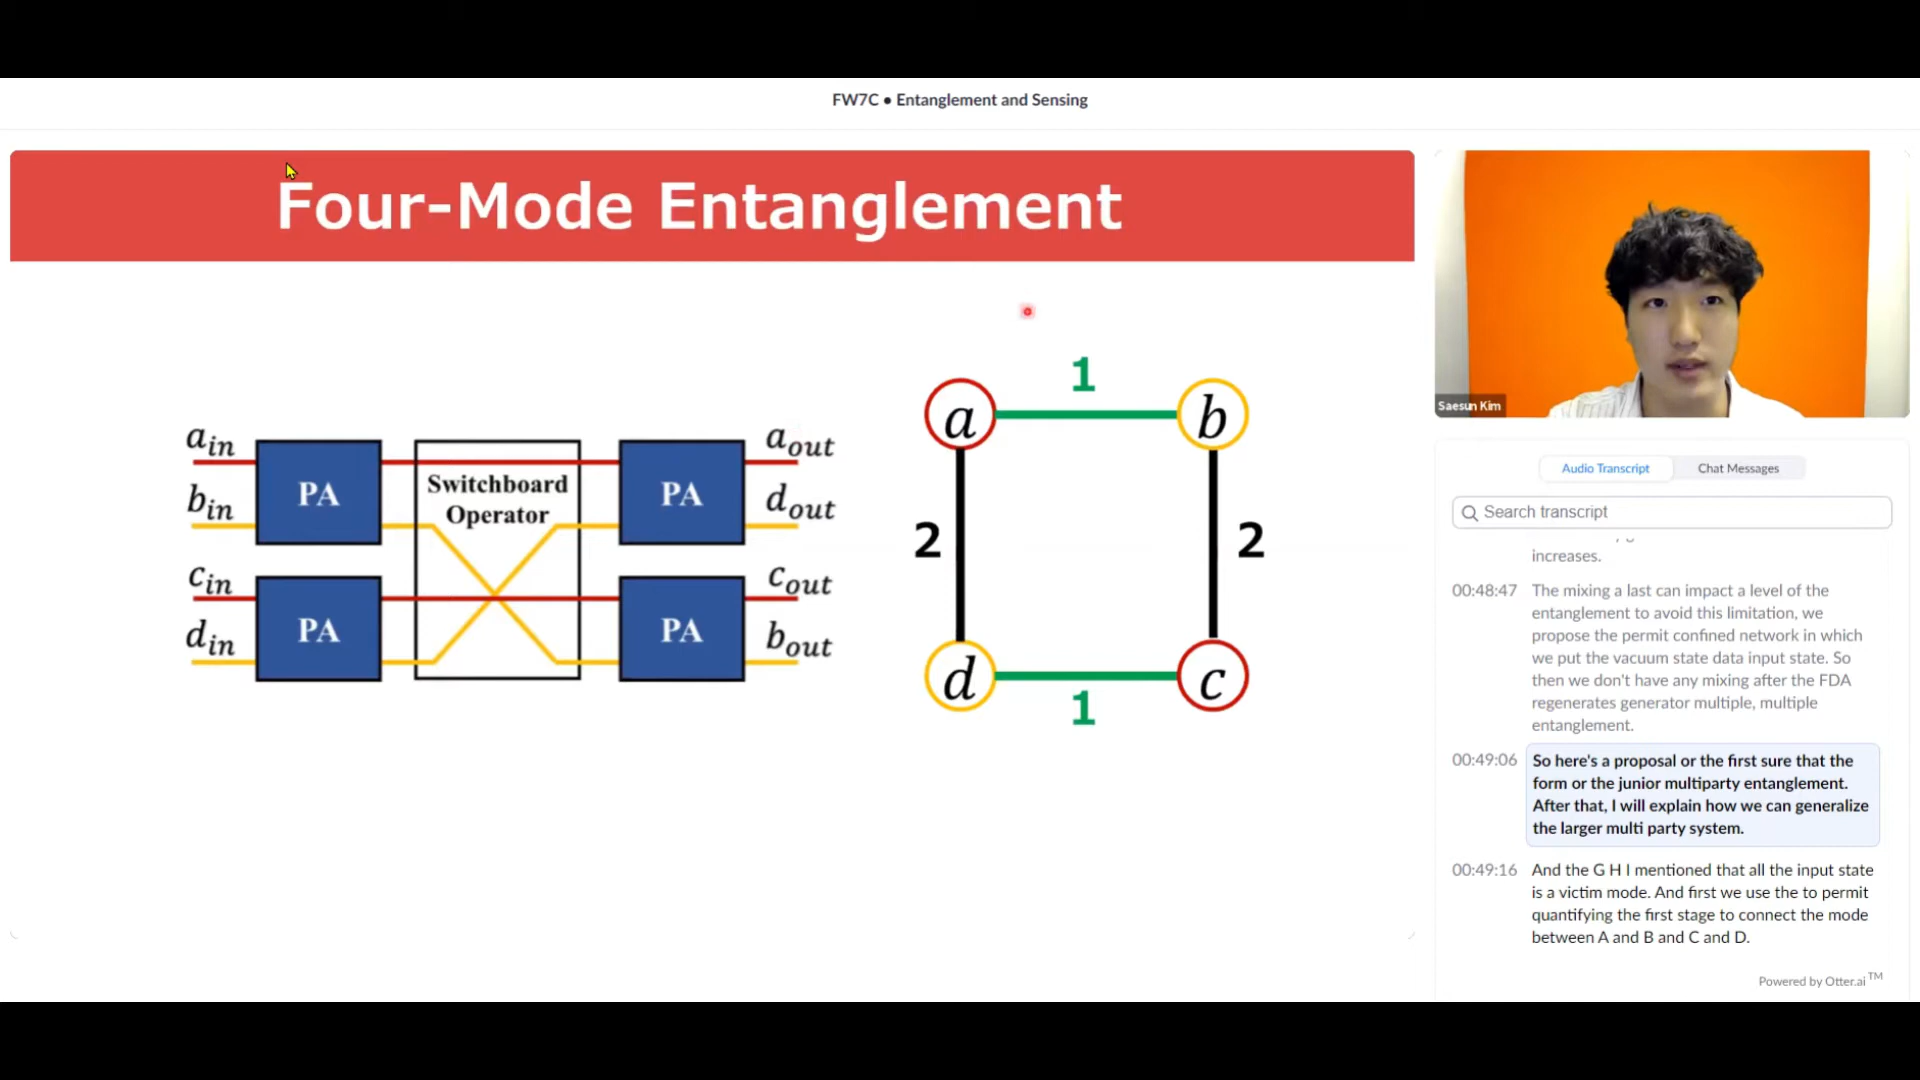 FW7C • Entanglement and Sensing
Four-Mode Entanglement
a_in
b_in
c_in
d_in
PA
PA
Switchboard
Operator
PA
PA
a_out
d_out
c_out
b_out
1
a
b
2
2
d
c
1
Saesun Kim
Audio Transcript
Chat Messages
Search transcript
increases.
00:48:47
The mixing a last can impact a level of the
entanglement to avoid this limitation, we
propose the permit confined network in which
we put the vacuum state data input state. So
then we don't have any mixing after the FDA
regenerates generator multiple, multiple
entanglement.
00:49:06
So here's a proposal or the first sure that the
form or the junior multiparty entanglement.
After that, I will explain how we can generalize
the larger multi party system.
00:49:16
And the G H I mentioned that all the input state
is a victim mode. And first we use the to permit
quantifying the first stage to connect the mode
between A and B and C and D.
Powered by Otter.ai TM